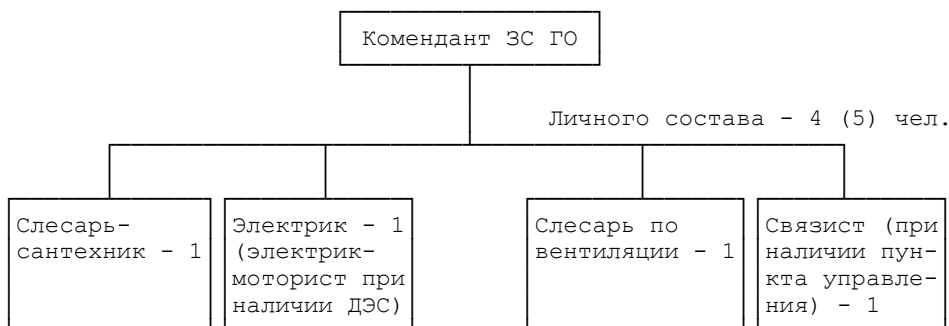 Комендант ЗС ГО
Личного состава - 4 (5) чел.
Слесарь-
сантехник - 1
Электрик - 1
(электрик-
моторист при
наличии ДЭС)
Слесарь по
вентиляции - 1
Связист (при
наличии пун-
кта управле-
ния) - 1